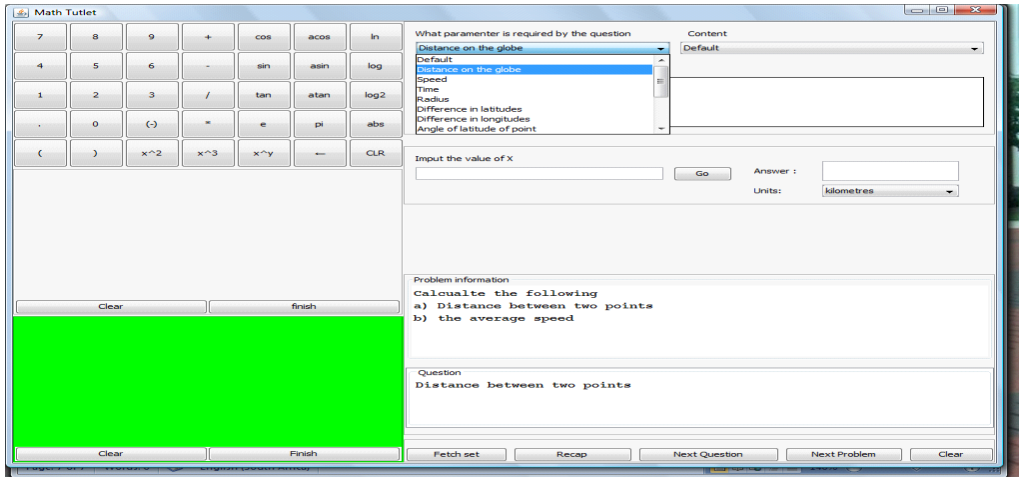 Math Tutlet
7 8 9 + cos acos ln
4 5 6 - sin asin log
1 2 3 / tan atan log2
. 0 (-) = e pi abs
( ) x^2 x^3 x^y ← CLR
Clear finish
Clear Finish
What paramenter is required by the question
Content
Distance on the globe
Default
Default
Distance on the globe
Speed
Time
Radius
Difference in latitudes
Difference in longitudes
Angle of latitude of point
Imput the value of X
Go
Answer :
Units:
kilometres
Problem information
Calcualte the following
a) Distance between two points
b) the average speed
Question
Distance between two points
Fetch set Recap Next Question Next Problem Clear